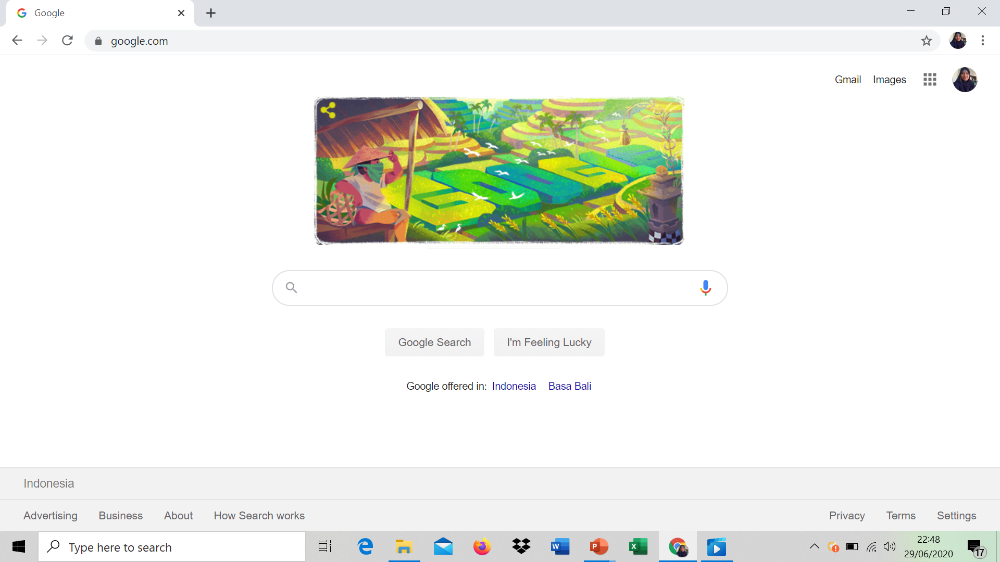 Google
google.com
Gmail Images
Google Search I'm Feeling Lucky
Google offered in: Indonesia Basa Bali
Indonesia
Advertising Business About How Search works Privacy Terms Settings
Type here to search
22:48
29/06/2020
17